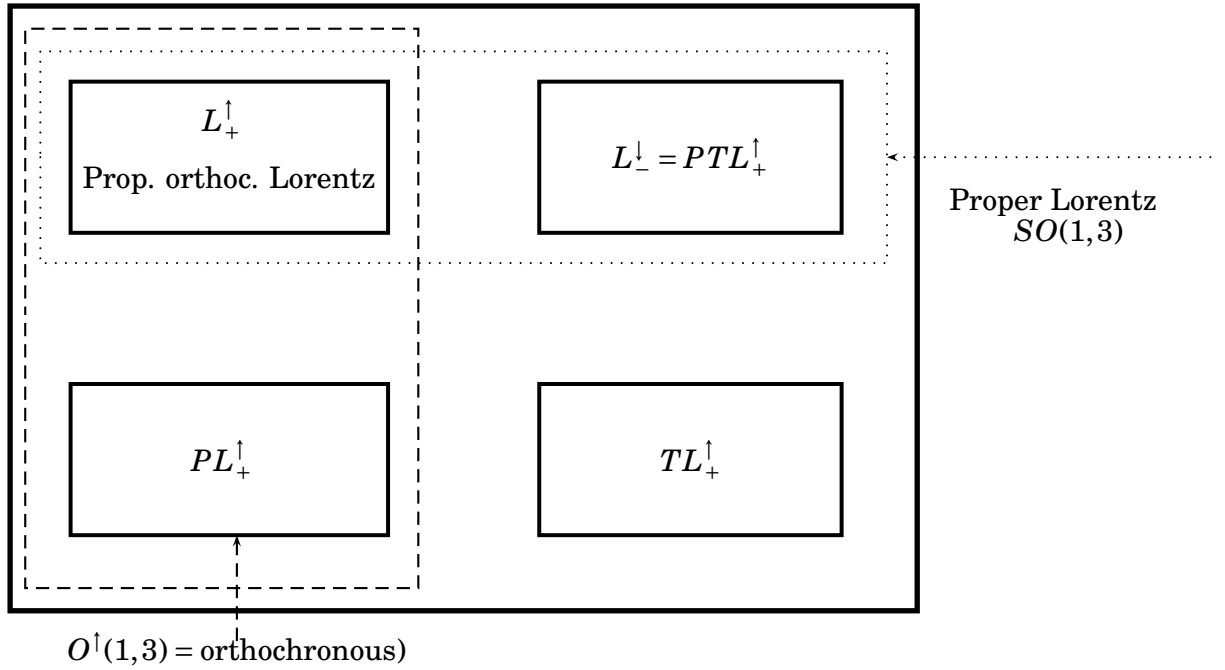 L₊↑
Prop. orthoc. Lorentz
L₋↓ = PTL₊↑
Proper Lorentz
SO(1,3)
PL₊↑
TL₊↑
O↑(1,3) = orthochronous)